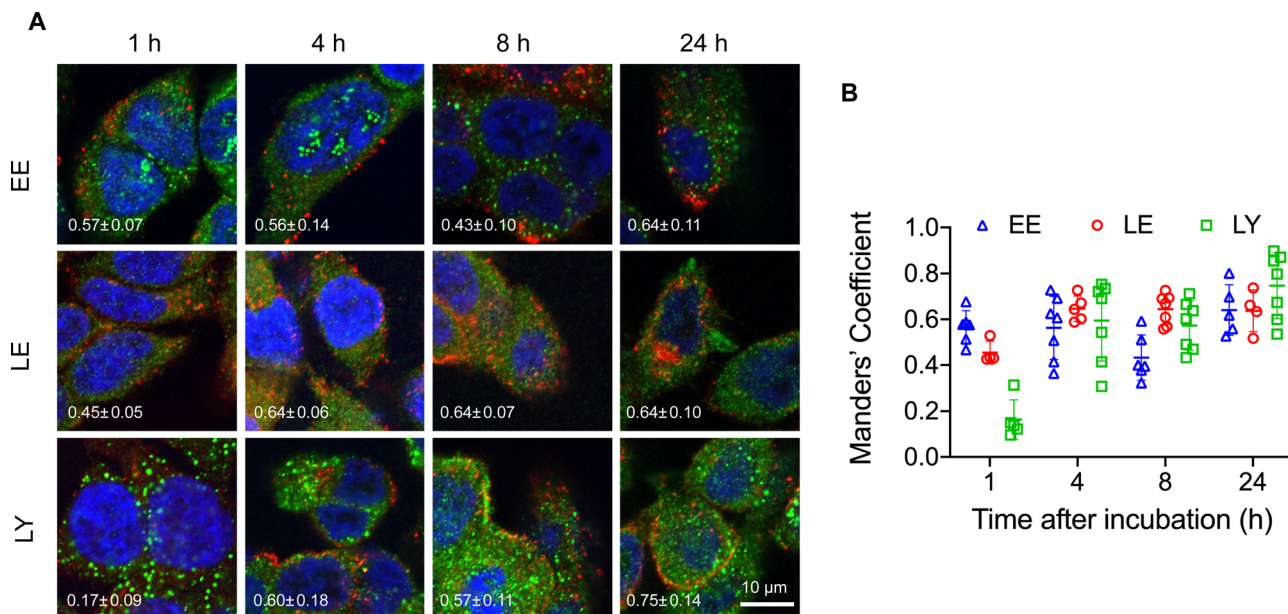 A
1 h 4 h 8 h 24 h
EE
0.57±0.07 0.56±0.14 0.43±0.10 0.64±0.11
LE
0.45±0.05 0.64±0.06 0.64±0.07 0.64±0.10
LY
0.17±0.09 0.60±0.18 0.57±0.11 0.75±0.14
10 µm
B
EE LE LY
Manders' Coefficient
1.0
0.8
0.6
0.4
0.2
0.0
1 4 8 24
Time after incubation (h)